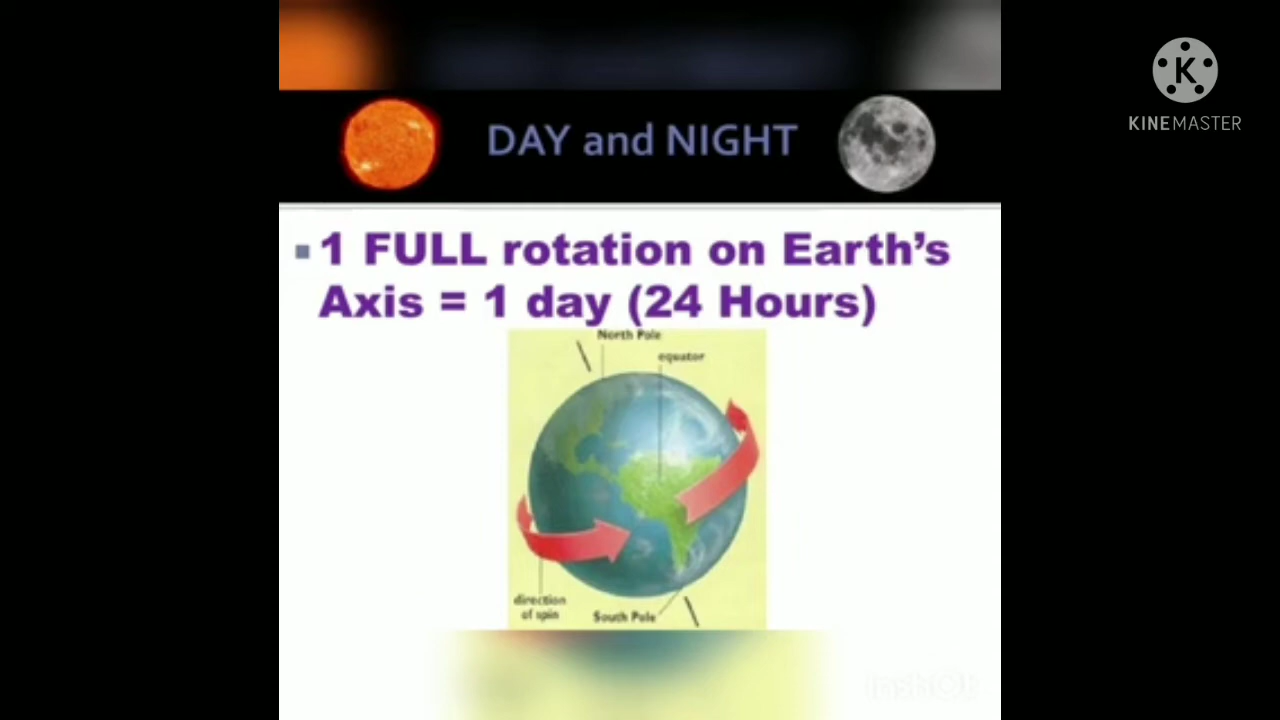 KINEMASTER
DAY and NIGHT
1 FULL rotation on Earth's
Axis = 1 day (24 Hours)
North Pole
equator
direction
of spin
South Pole